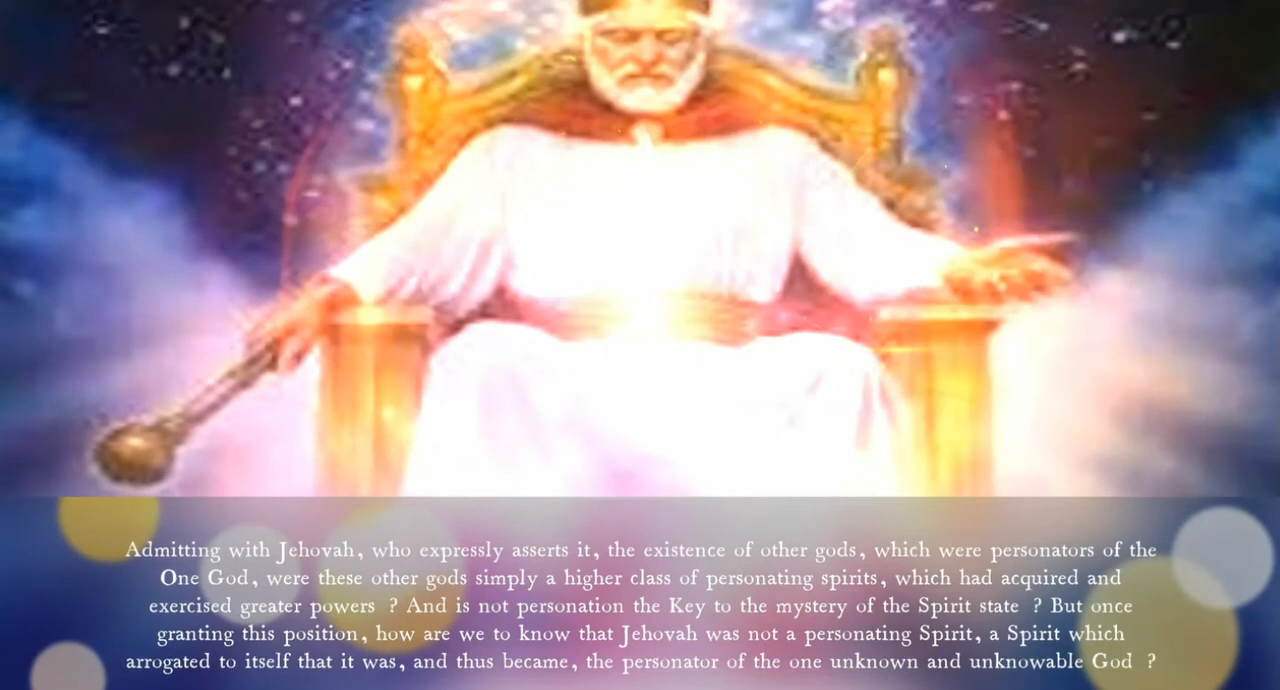 Admitting with Jehovah, who expressly asserts it, the existence of other gods, which were personators of the
One God, were these other gods simply a higher class of personating spirits, which had acquired and
exercised greater powers ? And is not personation the Key to the mystery of the Spirit state ? But once
granting this position, how are we to know that Jehovah was not a personating Spirit, a Spirit which
arrogated to itself that it was, and thus became, the personator of the one unknown and unknowable God ?